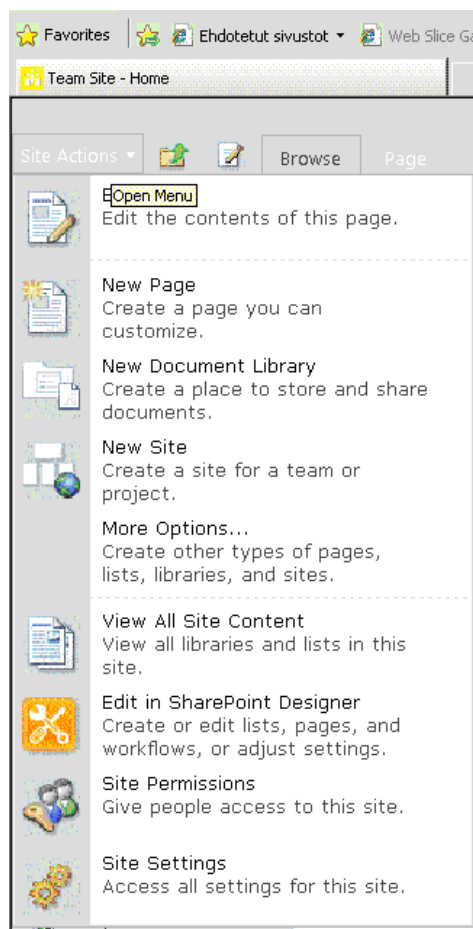 Favorites Ehdotetut sivustot Web Slice Ga
Team Site - Home
Site Actions Browse Page
Open Menu
Edit the contents of this page.
New Page
Create a page you can
customize.
New Document Library
Create a place to store and share
documents.
New Site
Create a site for a team or
project.
More Options...
Create other types of pages,
lists, libraries, and sites.
View All Site Content
View all libraries and lists in this
site.
Edit in SharePoint Designer
Create or edit lists, pages, and
workflows, or adjust settings.
Site Permissions
Give people access to this site.
Site Settings
Access all settings for this site.